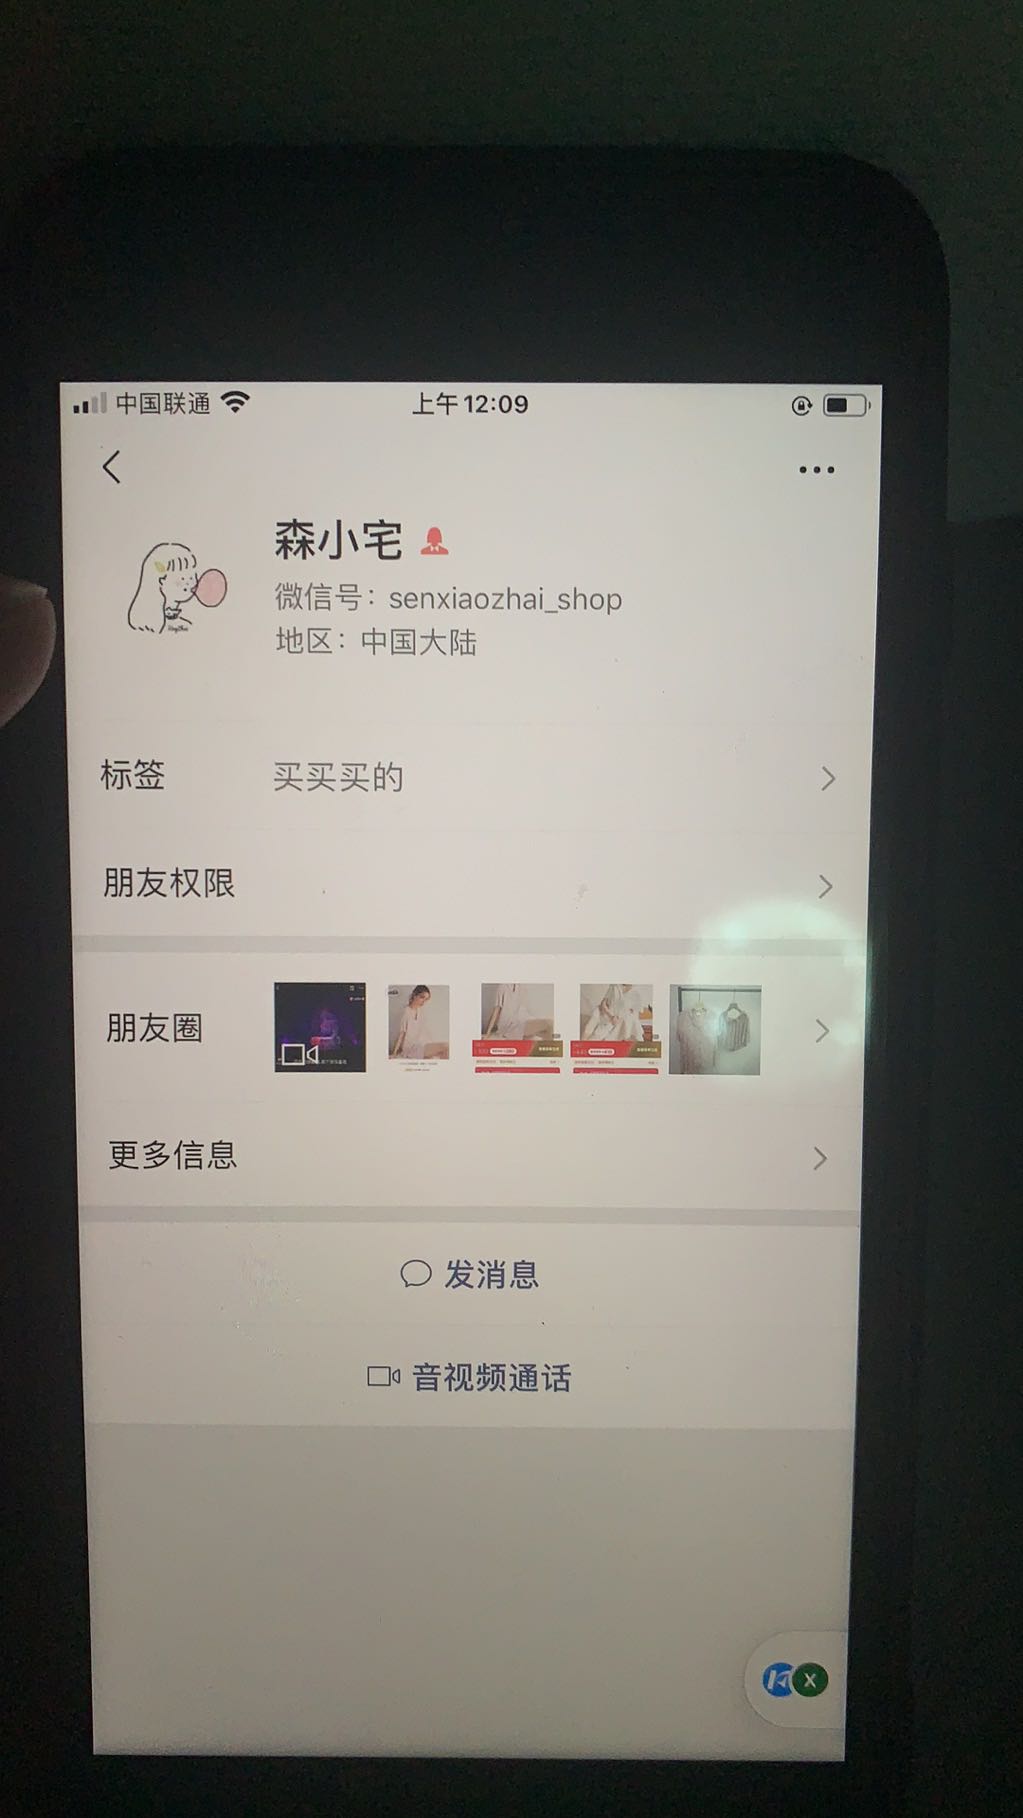 中国联通
上午12:09
森小宅
微信号：senxiaozhai_shop
地区：中国大陆
标签 买买买的
朋友权限
朋友圈
更多信息
发消息
音视频通话
X